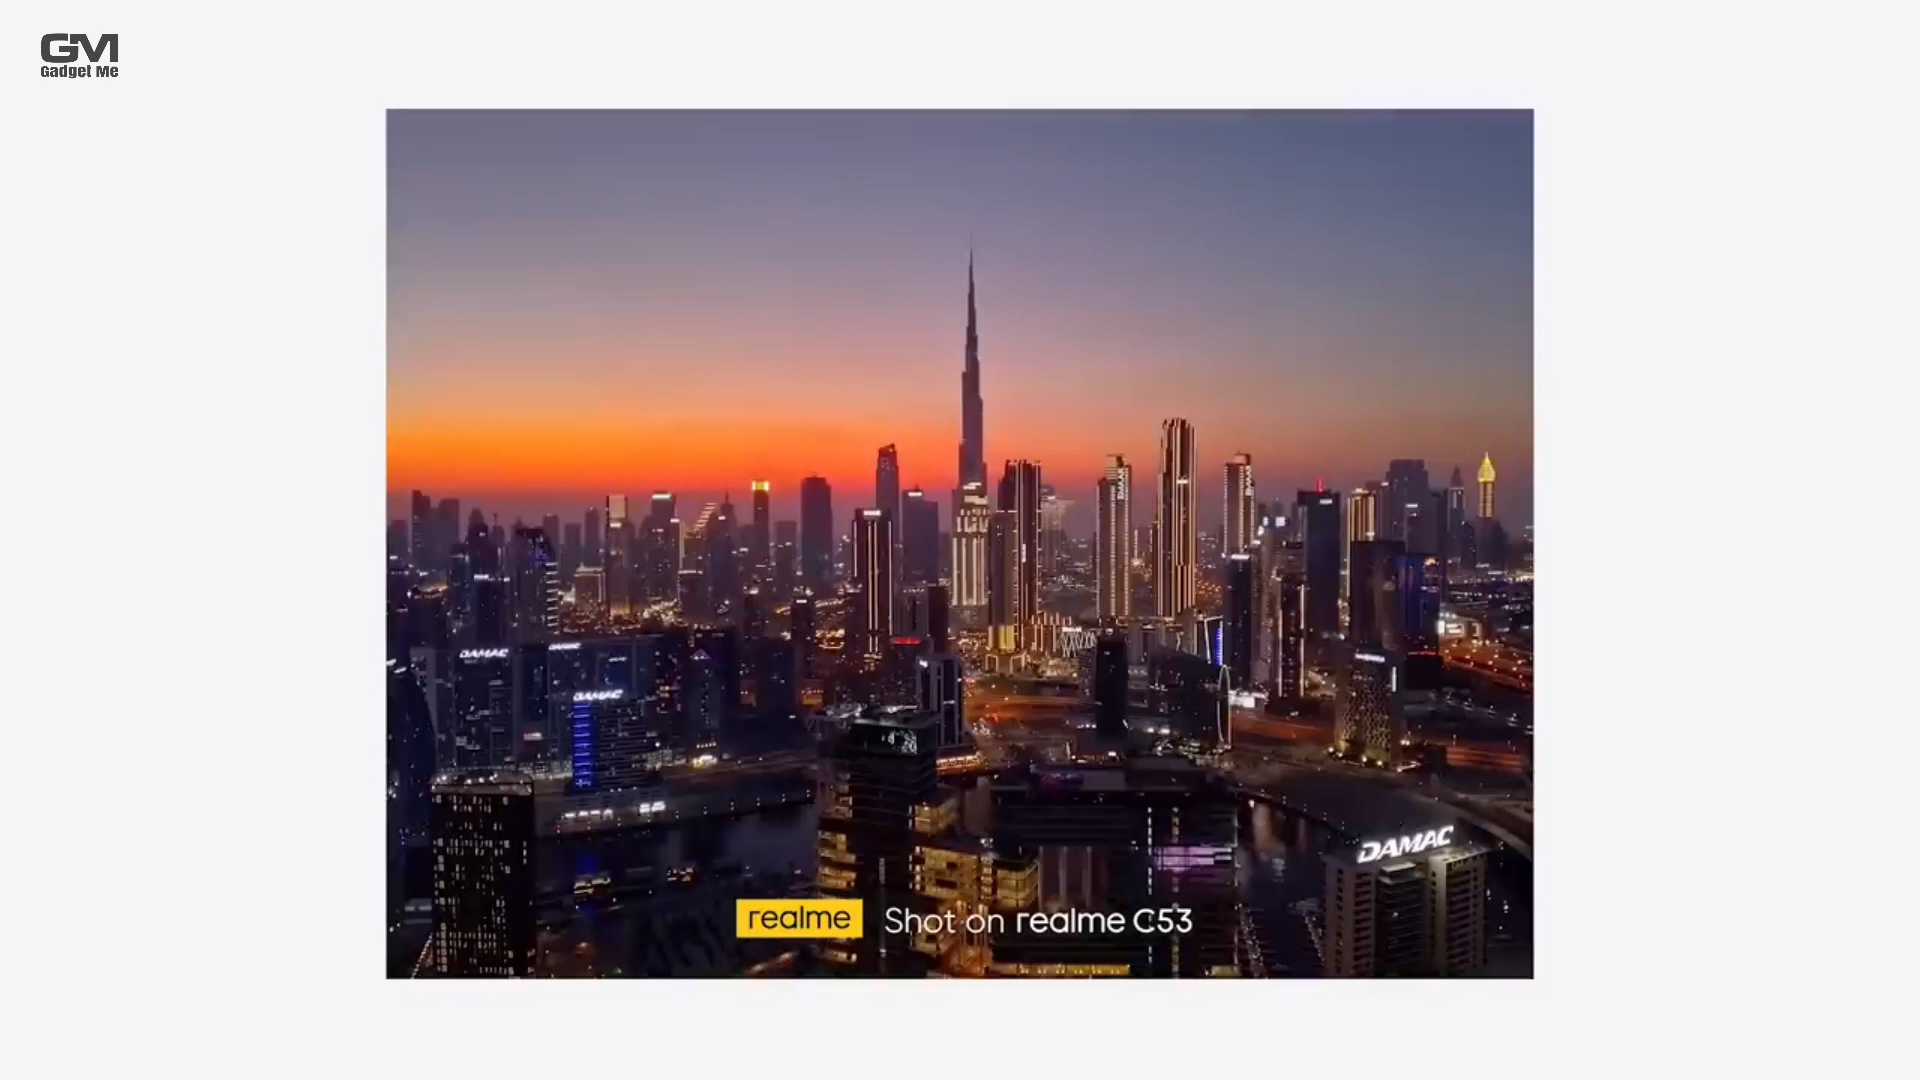 GM
Gadget Me
DAMAC
DAMAC
DAMAC
realme
Shot on realme C53